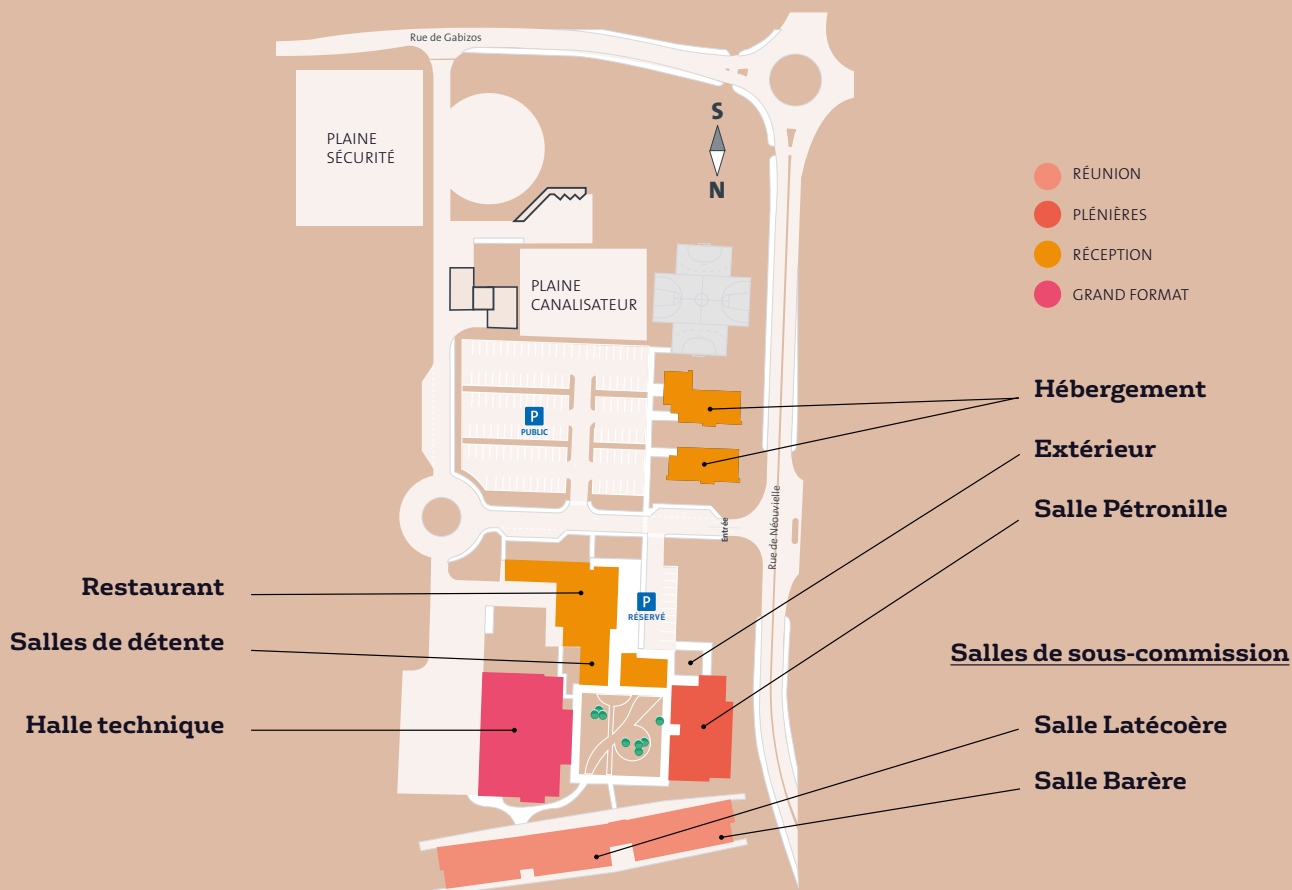 Rue de Gabizos
PLAINE
SÉCURITÉ
S
N
RÉUNION
PLÉNIÈRES
RÉCEPTION
GRAND FORMAT
PLAINE
CANALISATEUR
P
PUBLIC
Hébergement
Extérieur
Salle Pétronille
Entrée
Rue de Néouvielle
Restaurant
P
RÉSERVÉ
Salles de détente
Salles de sous-commission
Halle technique
Salle Latécoère
Salle Barère